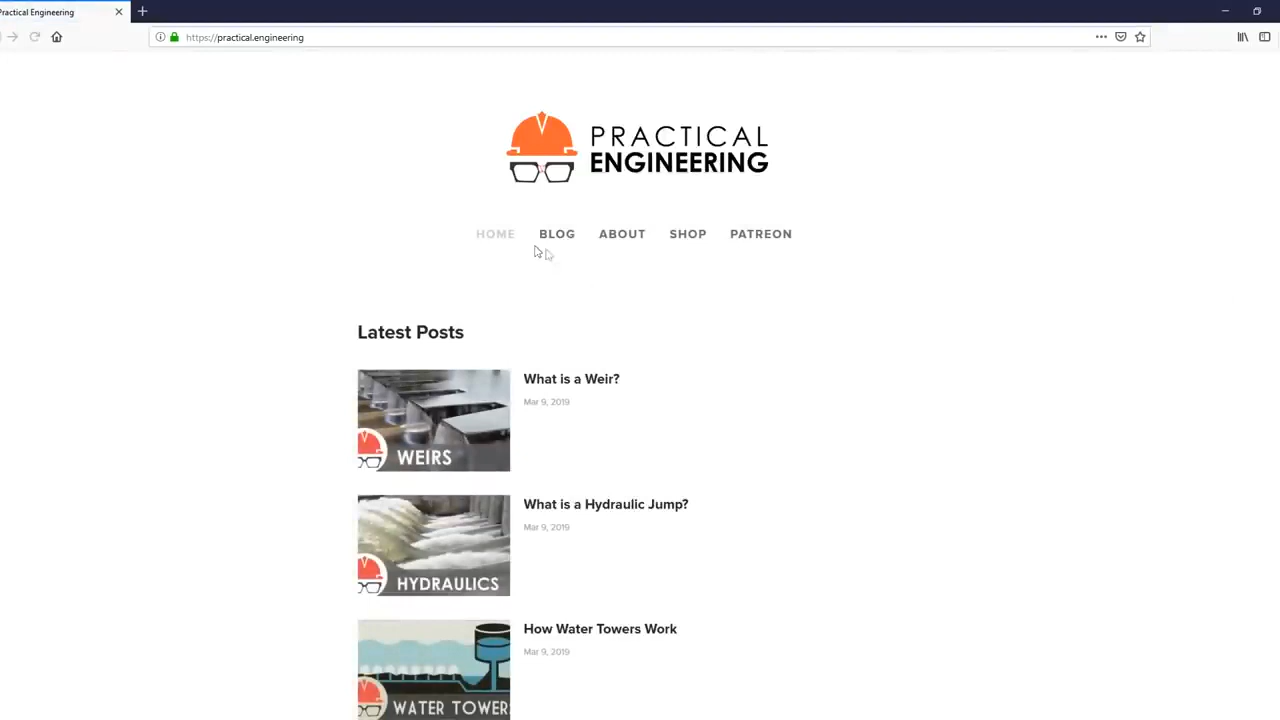 Practical Engineering
https://practical.engineering
PRACTICAL
ENGINEERING
HOME BLOG ABOUT SHOP PATREON
Latest Posts
What is a Weir?
Mar 9, 2019
WEIRS
What is a Hydraulic Jump?
Mar 9, 2019
HYDRAULICS
How Water Towers Work
Mar 9, 2019
WATER TOWERS